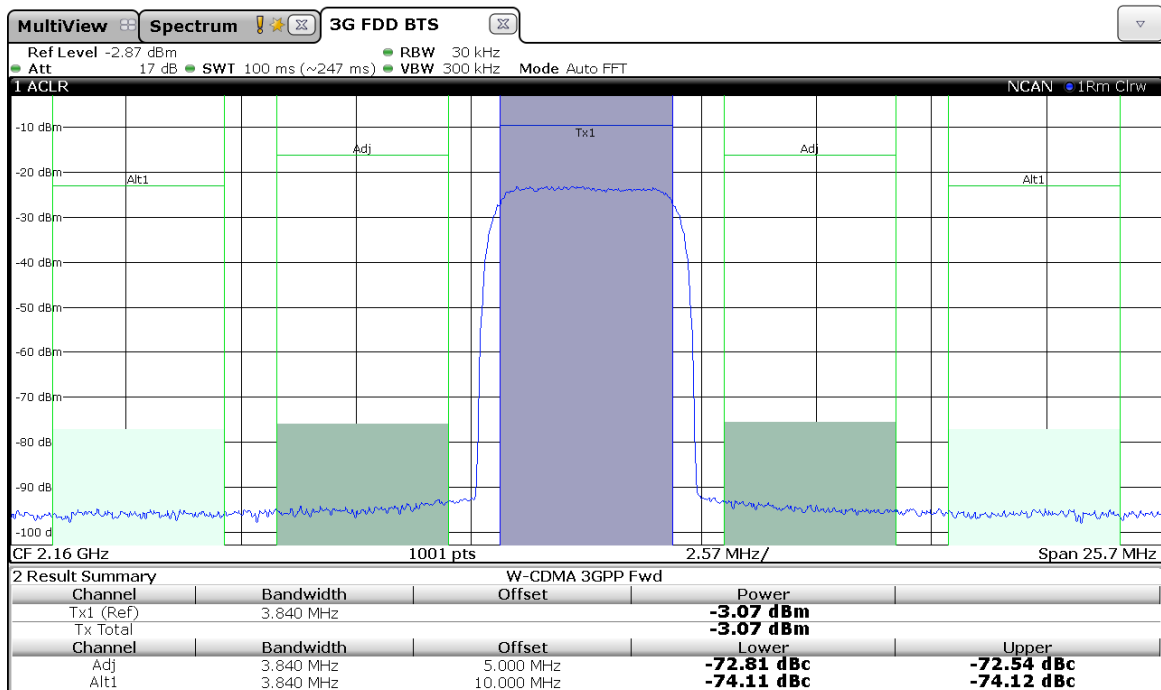 MultiView Spectrum 3G FDD BTS
Ref Level -2.87 dBm RBW 30 kHz
Att 17 dB SWT 100 ms (~247 ms) VBW 300 kHz Mode Auto FFT
1 ACLR NCAN 1Rm Clrw
-10 dBm
Tx1
Adj Adj
-20 dBm
Alt1 Alt1
-30 dBm
-40 dBm
-50 dBm
-60 dBm
-70 dBm
-80 dB
-90 dB
-100 d
CF 2.16 GHz 1001 pts 2.57 MHz/ Span 25.7 MHz
2 Result Summary W-CDMA 3GPP Fwd
Channel Bandwidth Offset Power
Tx1 (Ref) 3.840 MHz -3.07 dBm
Tx Total -3.07 dBm
Channel Bandwidth Offset Lower Upper
Adj 3.840 MHz 5.000 MHz -72.81 dBc -72.54 dBc
Alt1 3.840 MHz 10.000 MHz -74.11 dBc -74.12 dBc